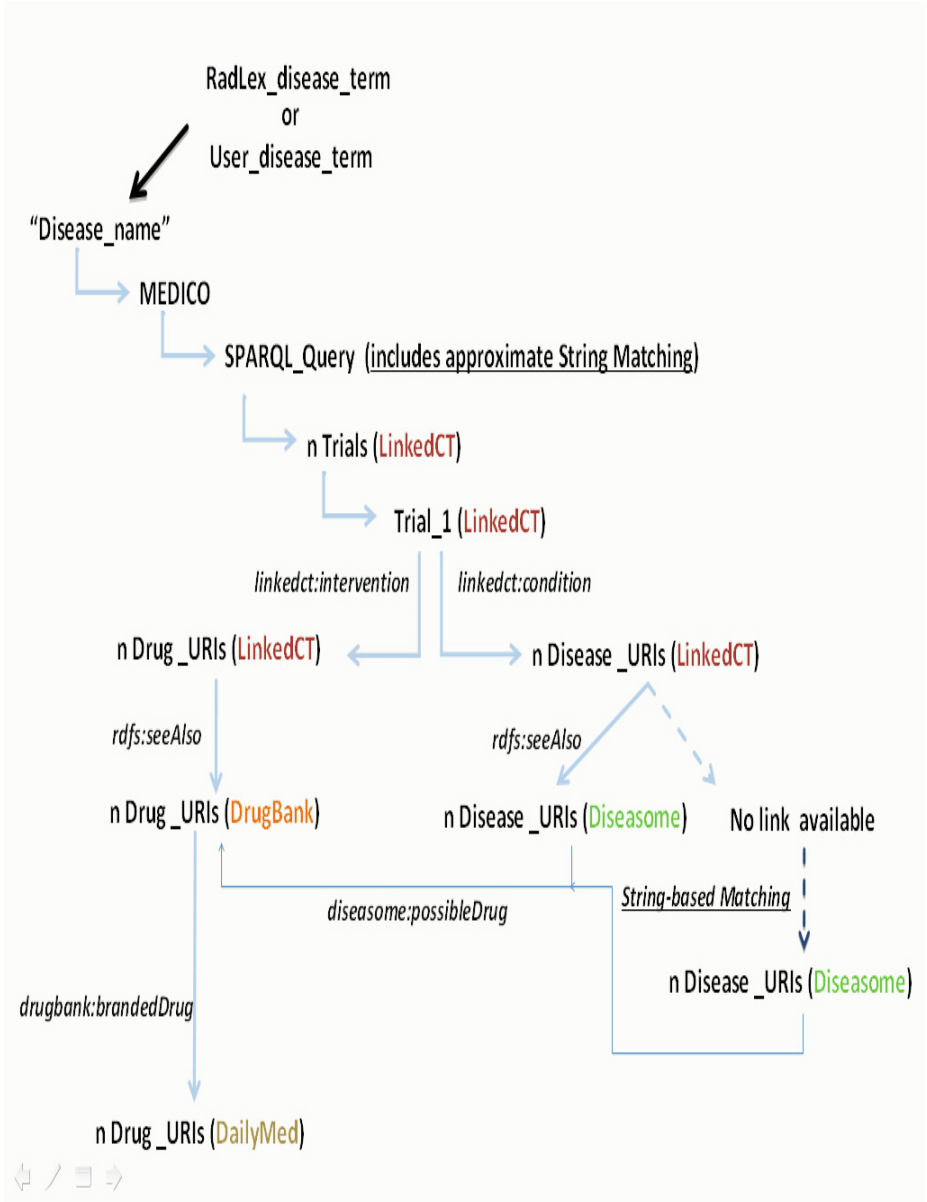 RadLex_disease_term
or
User_disease_term
“Disease_name”
MEDICO
SPARQL_Query (includes approximate String Matching)
n Trials (LinkedCT)
Trial_1 (LinkedCT)
linkedct:intervention linkedct:condition
n Drug _URIs (LinkedCT) n Disease _URIs (LinkedCT)
rdfs:seeAlso rdfs:seeAlso
n Drug _URIs (DrugBank) n Disease _URIs (Diseasome) No link available
String-based Matching
diseasome:possibleDrug
n Disease _URIs (Diseasome)
drugbank:brandedDrug
n Drug _URIs (DailyMed)